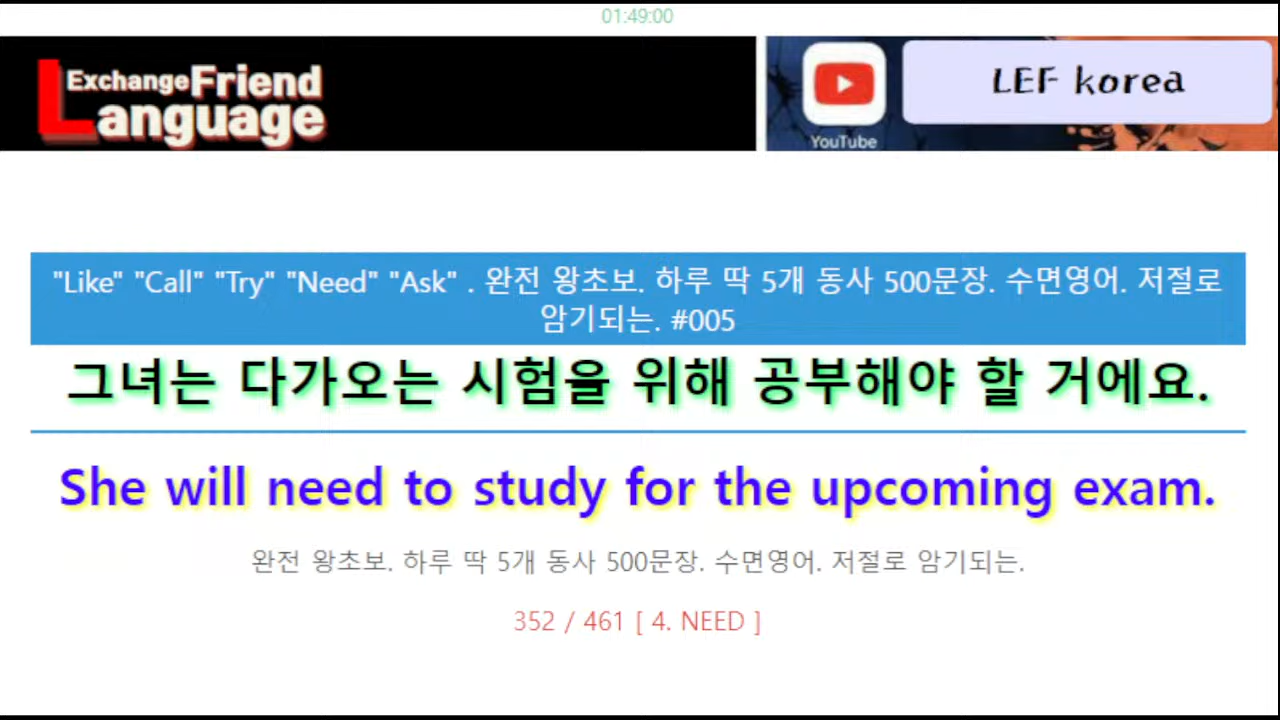 01:49:00
ExchangeFriend
Language
LEF korea
YouTube
"Like" "Call" "Try" "Need" "Ask" . 완전 왕초보. 하루 딱 5개 동사 500문장. 수면영어. 저절로
암기되는. #005
그녀는 다가오는 시험을 위해 공부해야 할 거에요.
She will need to study for the upcoming exam.
완전 왕초보. 하루 딱 5개 동사 500문장. 수면영어. 저절로 암기되는.
352 / 461 [ 4. NEED ]